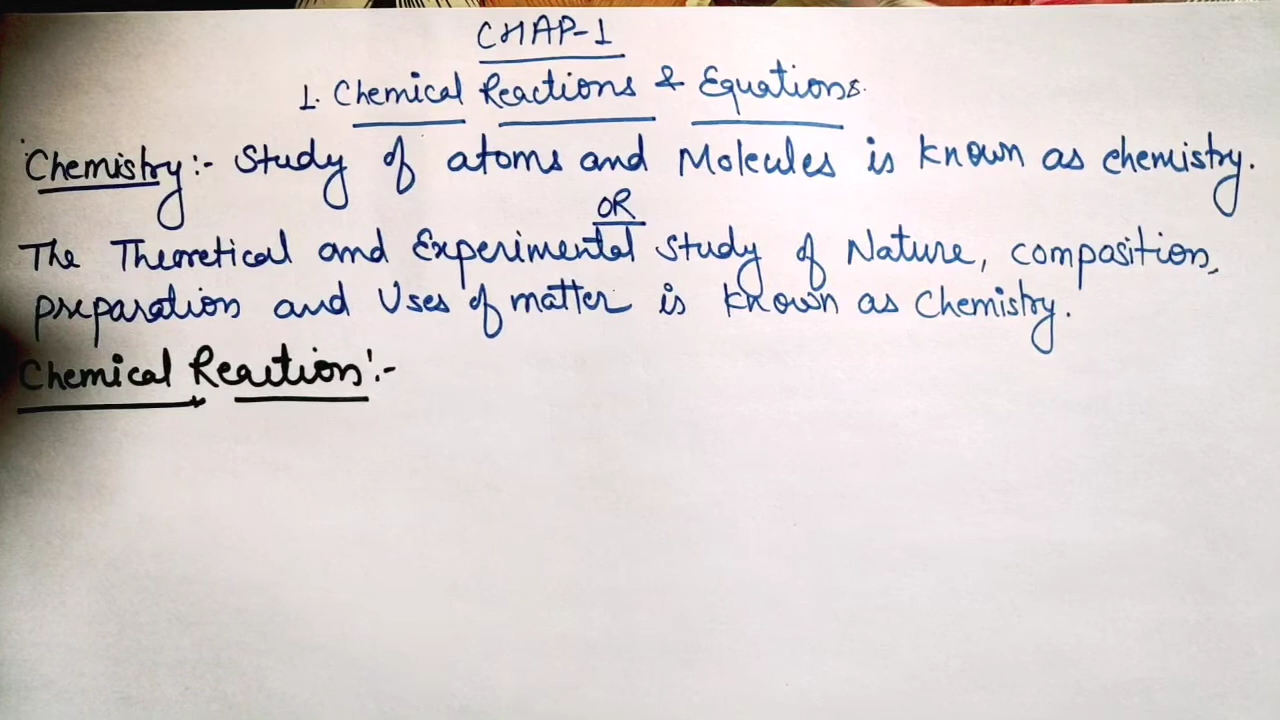 CHAP-1
1. Chemical Reactions & Equations.
Chemistry:- Study of atoms and Molecules is known as chemistry.
OR
The Theoretical and Experimental study of Nature, composition,
preparation and Uses of matter is known as Chemistry.
Chemical Reaction:-